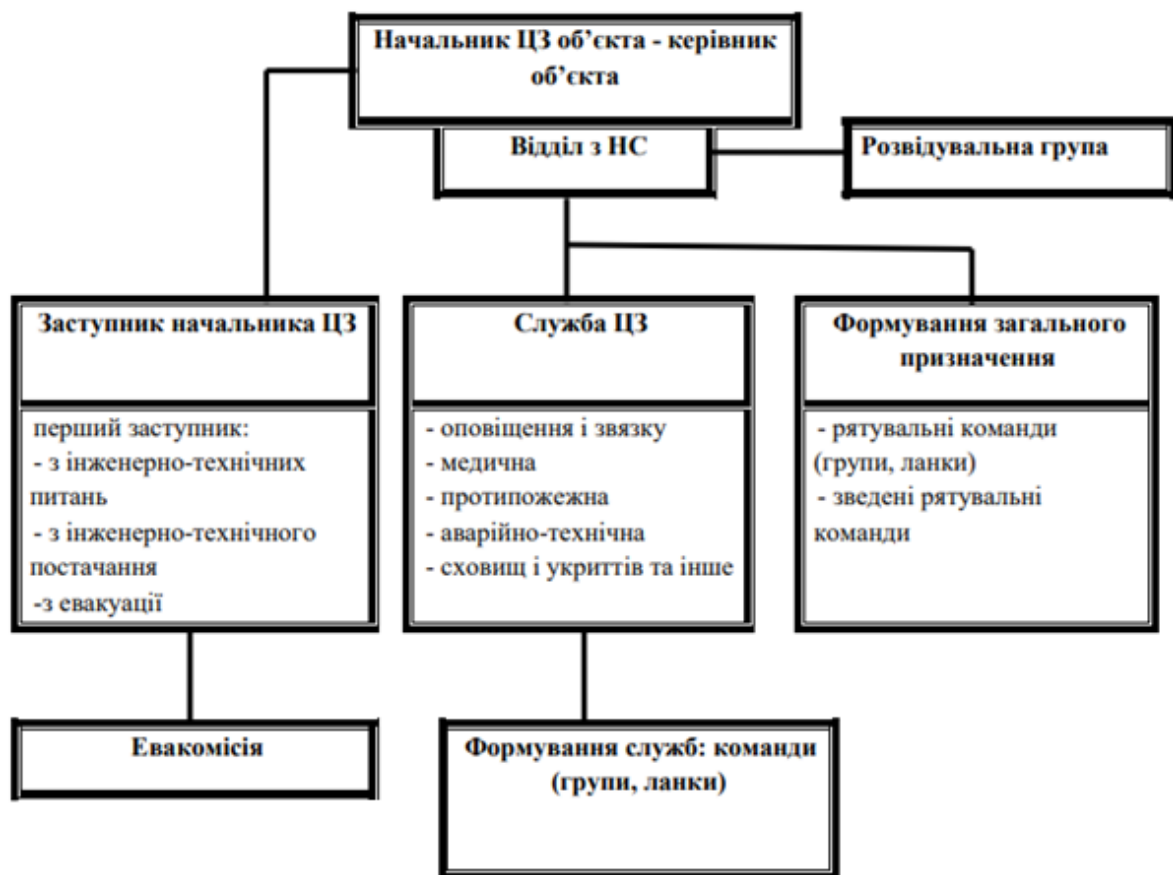 Начальник ЦЗ об’єкта - керівник
об’єкта
Відділ з НС
Розвідувальна група
Заступник начальника ЦЗ
перший заступник:
- з інженерно-технічних
питань
- з інженерно-технічного
постачання
-з евакуації
Служба ЦЗ
- оповіщення і звязку
- медична
- протипожежна
- аварійно-технічна
- сховищ і укриттів та інше
Формування загального
призначення
- рятувальні команди
(групи, ланки)
- зведені рятувальні
команди
Евакомісія
Формування служб: команди
(групи, ланки)